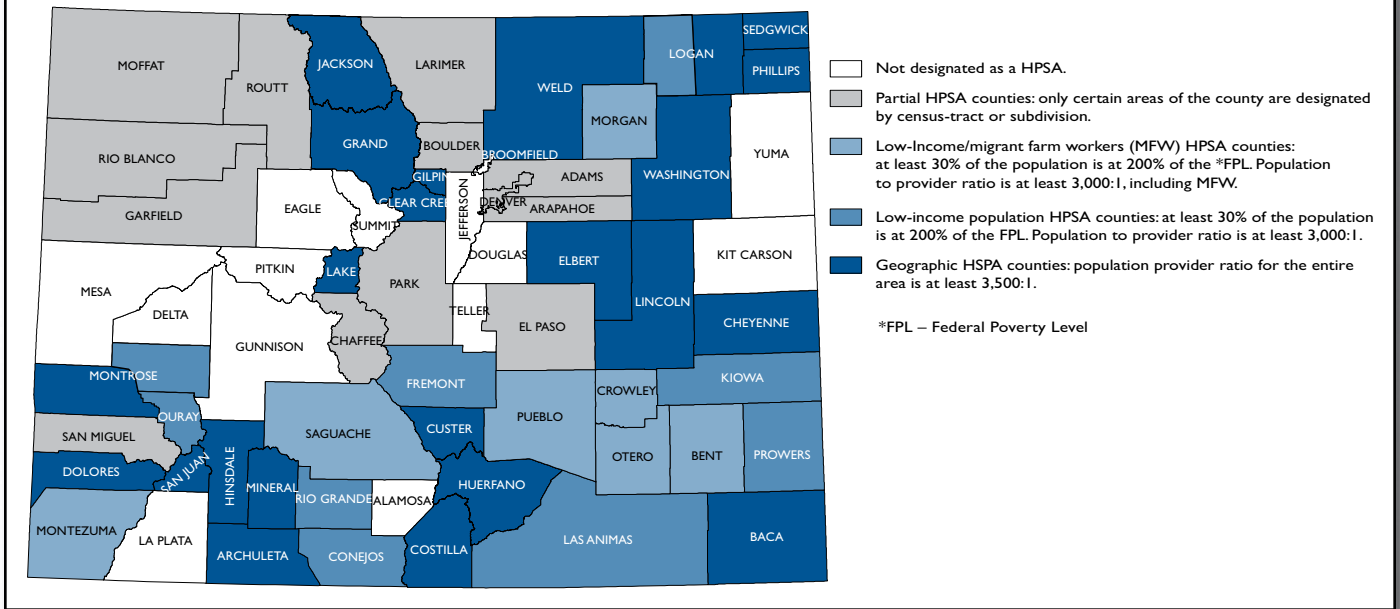 MOFFAT
ROUTT
JACKSON
LARIMER
WELD
LOGAN
SEDGWICK
PHILLIPS
MORGAN
GRAND
BOULDER
BROOMFIELD
RIO BLANCO
GILPIN
ADAMS
WASHINGTON
YUMA
GARFIELD
EAGLE
SUMMIT
CLEAR CREE
JEFFERSON
DENVER
ARAPAHOE
DOUGLAS
ELBERT
KIT CARSON
PITKIN
LAKE
PARK
MESA
DELTA
GUNNISON
CHAFFEE
TELLER
EL PASO
LINCOLN
CHEYENNE
MONTROSE
FREMONT
CROWLEY
KIOWA
OURAY
SAN MIGUEL
SAGUACHE
CUSTER
PUEBLO
OTERO
BENT
PROWERS
DOLORES
SAN JUAN
HINSDALE
MINERAL
RIO GRANDE
ALAMOSA
HUERFANO
MONTEZUMA
LA PLATA
ARCHULETA
CONEJOS
COSTILLA
LAS ANIMAS
BACA
Not designated as a HPSA.
Partial HPSA counties: only certain areas of the county are designated
by census-tract or subdivision.
Low-Income/migrant farm workers (MFW) HPSA counties:
at least 30% of the population is at 200% of the *FPL. Population
to provider ratio is at least 3,000:1, including MFW.
Low-income population HPSA counties: at least 30% of the population
is at 200% of the FPL. Population to provider ratio is at least 3,000:1.
Geographic HSPA counties: population provider ratio for the entire
area is at least 3,500:1.
*FPL – Federal Poverty Level